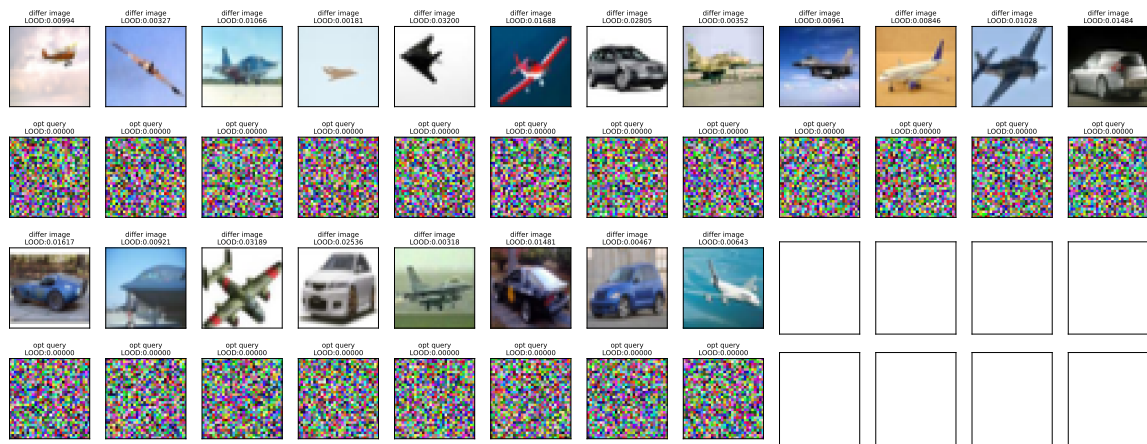 differ image
LOOD:0.00994
differ image
LOOD:0.00327
differ image
LOOD:0.01066
differ image
LOOD:0.00181
differ image
LOOD:0.03200
differ image
LOOD:0.01688
differ image
LOOD:0.02805
differ image
LOOD:0.00352
differ image
LOOD:0.00961
differ image
LOOD:0.00846
differ image
LOOD:0.01028
differ image
LOOD:0.01484
opt query
LOOD:0.00000
opt query
LOOD:0.00000
opt query
LOOD:0.00000
opt query
LOOD:0.00000
opt query
LOOD:0.00000
opt query
LOOD:0.00000
opt query
LOOD:0.00000
opt query
LOOD:0.00000
opt query
LOOD:0.00000
opt query
LOOD:0.00000
opt query
LOOD:0.00000
opt query
LOOD:0.00000
differ image
LOOD:0.01617
differ image
LOOD:0.00921
differ image
LOOD:0.03189
differ image
LOOD:0.02536
differ image
LOOD:0.00318
differ image
LOOD:0.01481
differ image
LOOD:0.00467
differ image
LOOD:0.00643
opt query
LOOD:0.00000
opt query
LOOD:0.00000
opt query
LOOD:0.00000
opt query
LOOD:0.00000
opt query
LOOD:0.00000
opt query
LOOD:0.00000
opt query
LOOD:0.00000
opt query
LOOD:0.00000